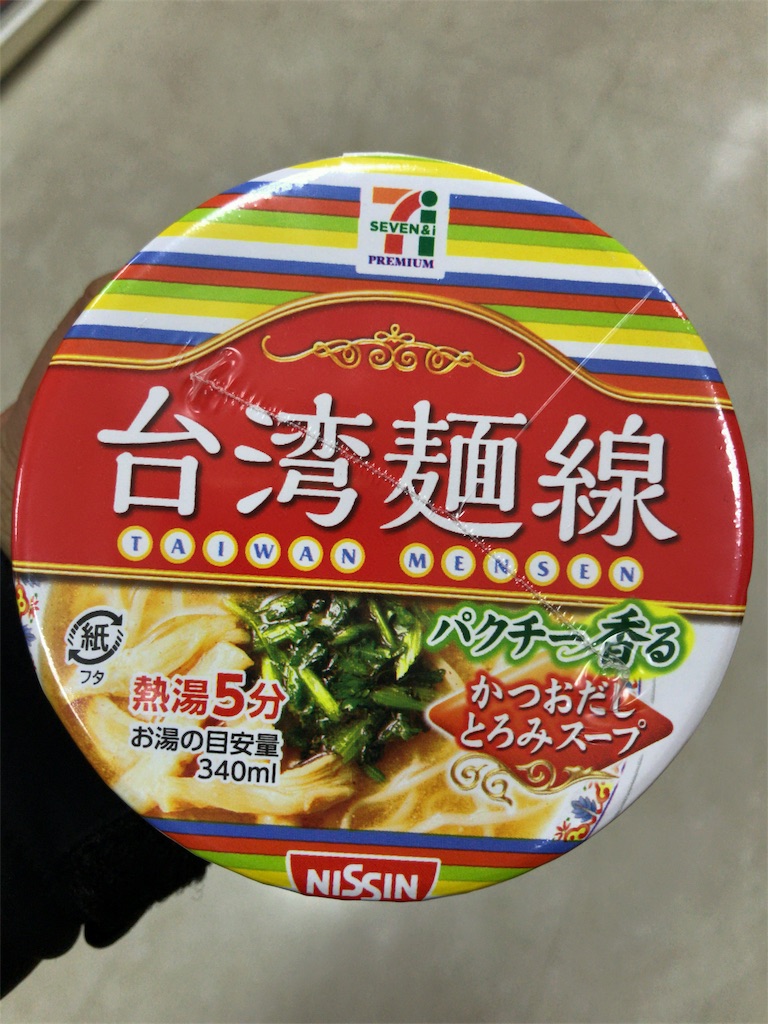 7i
SEVEN&i
PREMIUM
台湾麺線
TAIWAN MENSEN
パクチー香る
かつおだし
とろみスープ
紙
フタ
熱湯5分
お湯の目安量
340ml
NISSIN